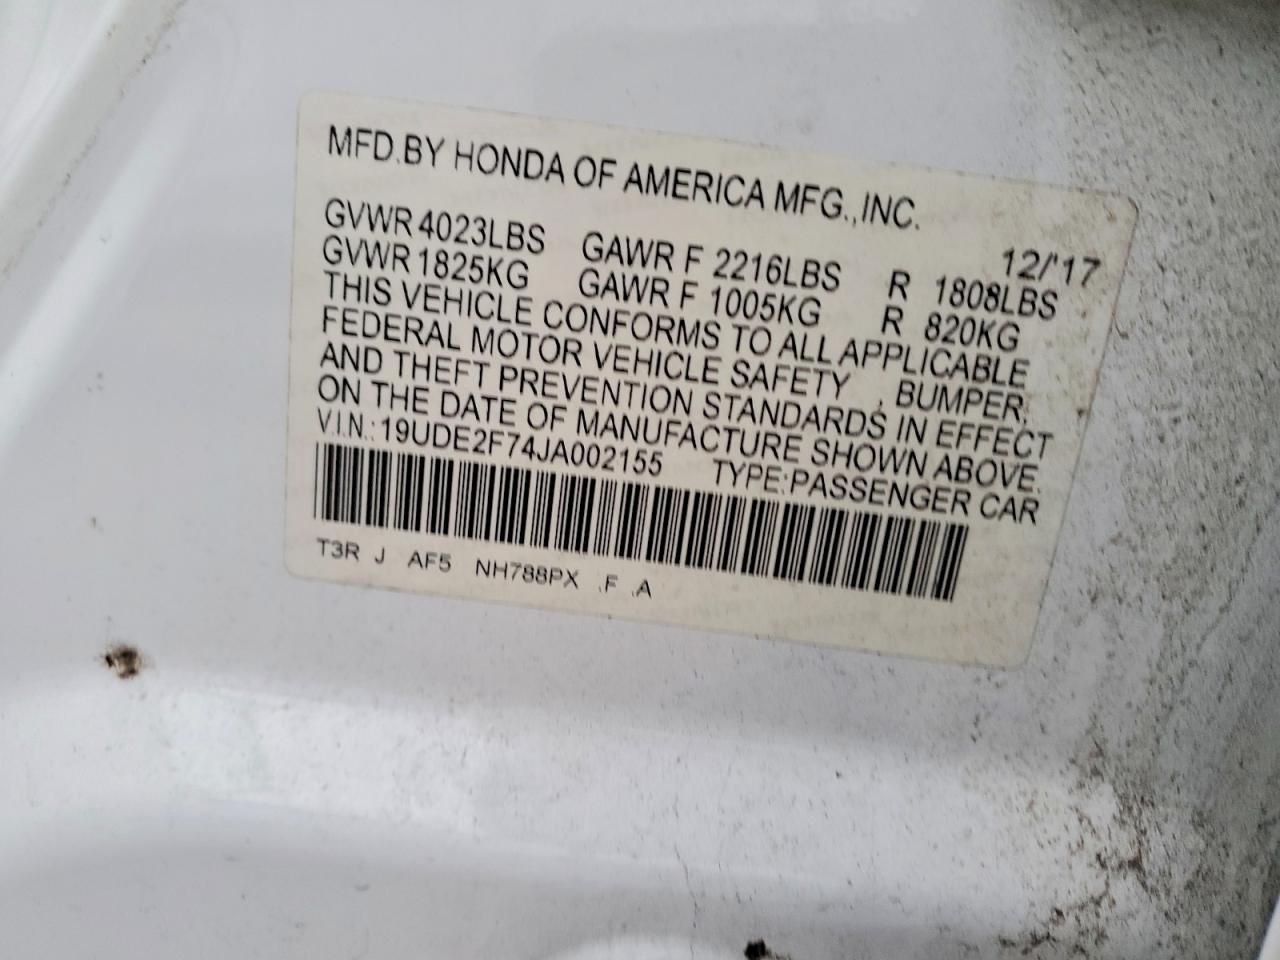 MFD.BY HONDA OF AMERICA MFG.,INC.
12/'17
GVWR 4023LBS GAWR F 2216LBS R 1808LBS
GVWR 1825KG GAWR F 1005KG R 820KG
THIS VEHICLE CONFORMS TO ALL APPLICABLE
FEDERAL MOTOR VEHICLE SAFETY , BUMPER,
AND THEFT PREVENTION STANDARDS IN EFFECT
ON THE DATE OF MANUFACTURE SHOWN ABOVE.
V.I.N.: 19UDE2F74JA002155 TYPE:PASSENGER CAR
T3R J AF5 NH788PX .F .A